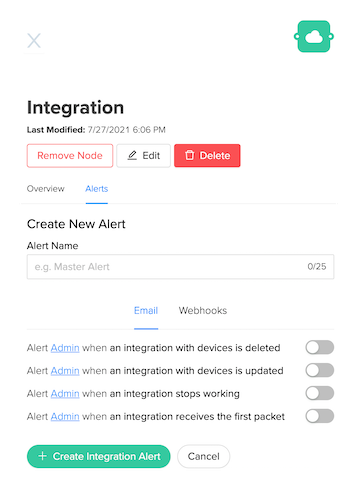 X
Integration
Last Modified: 7/27/2021 6:06 PM
Remove Node Edit Delete
Overview Alerts
Create New Alert
Alert Name
e.g. Master Alert 0/25
Email Webhooks
Alert Admin when an integration with devices is deleted
Alert Admin when an integration with devices is updated
Alert Admin when an integration stops working
Alert Admin when an integration receives the first packet
+ Create Integration Alert Cancel